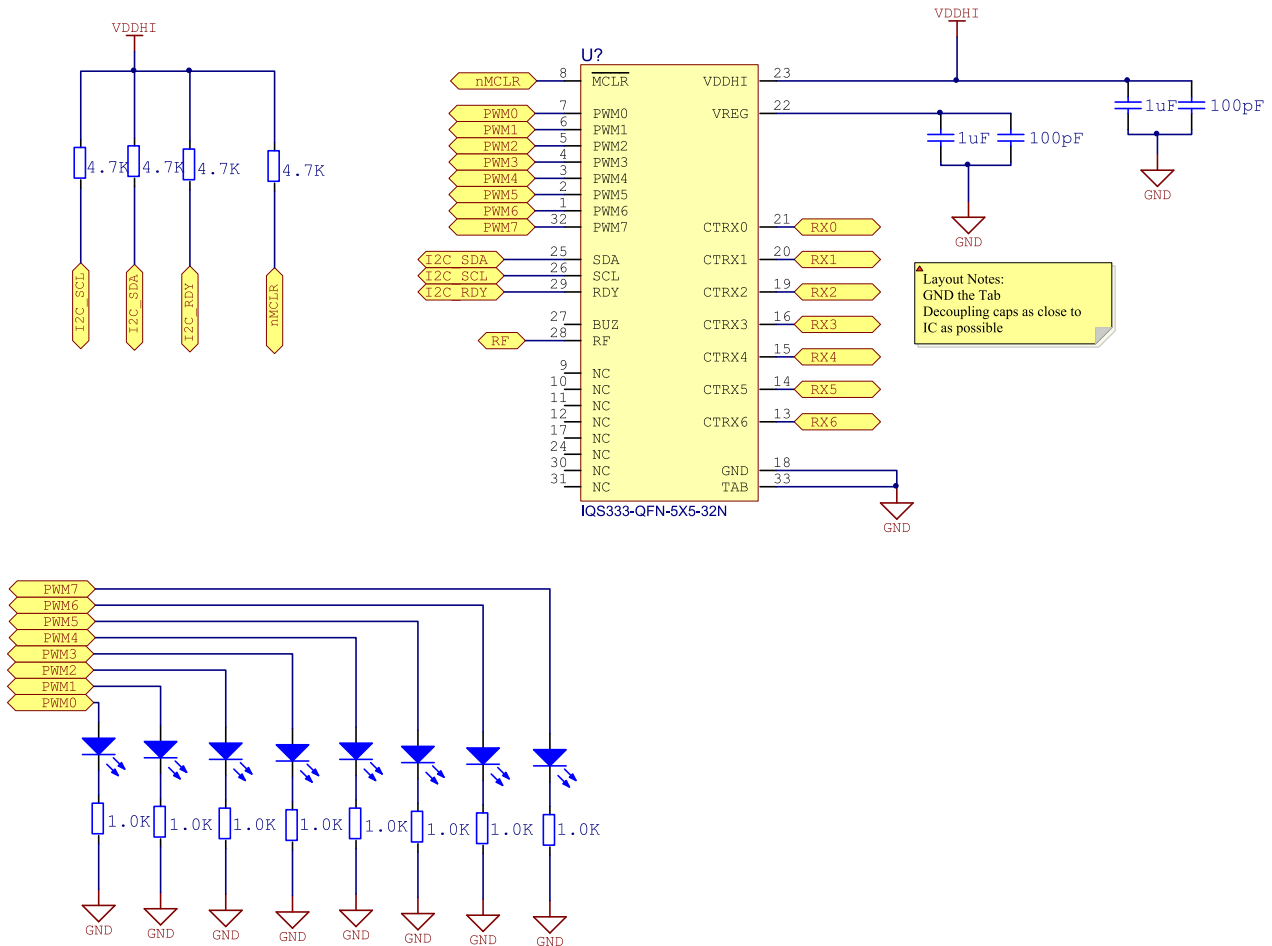 VDDHI
4.7K 4.7K 4.7K 4.7K
I2C_SCL
I2C_SDA
I2C_RDY
nMCLR
U?
nMCLR 8 MCLR
PWM0 7 PWM0
PWM1 6 PWM1
PWM2 5 PWM2
PWM3 4 PWM3
PWM4 3 PWM4
PWM5 2 PWM5
PWM6 1 PWM6
PWM7 32 PWM7
I2C_SDA 25 SDA
I2C_SCL 26 SCL
I2C_RDY 29 RDY
27 BUZ
RF 28 RF
9 NC
10 NC
11 NC
12 NC
17 NC
24 NC
30 NC
31 NC
VDDHI 23
VREG 22
CTRX0 21 RX0
CTRX1 20 RX1
CTRX2 19 RX2
CTRX3 16 RX3
CTRX4 15 RX4
CTRX5 14 RX5
CTRX6 13 RX6
GND 18
TAB 33
GND
IQS333-QFN-5X5-32N
VDDHI
1uF 100pF
GND
1uF 100pF
GND
Layout Notes:
GND the Tab
Decoupling caps as close to
IC as possible
PWM7
PWM6
PWM5
PWM4
PWM3
PWM2
PWM1
PWM0
1.0K 1.0K 1.0K 1.0K 1.0K 1.0K 1.0K 1.0K
GND GND GND GND GND GND GND GND